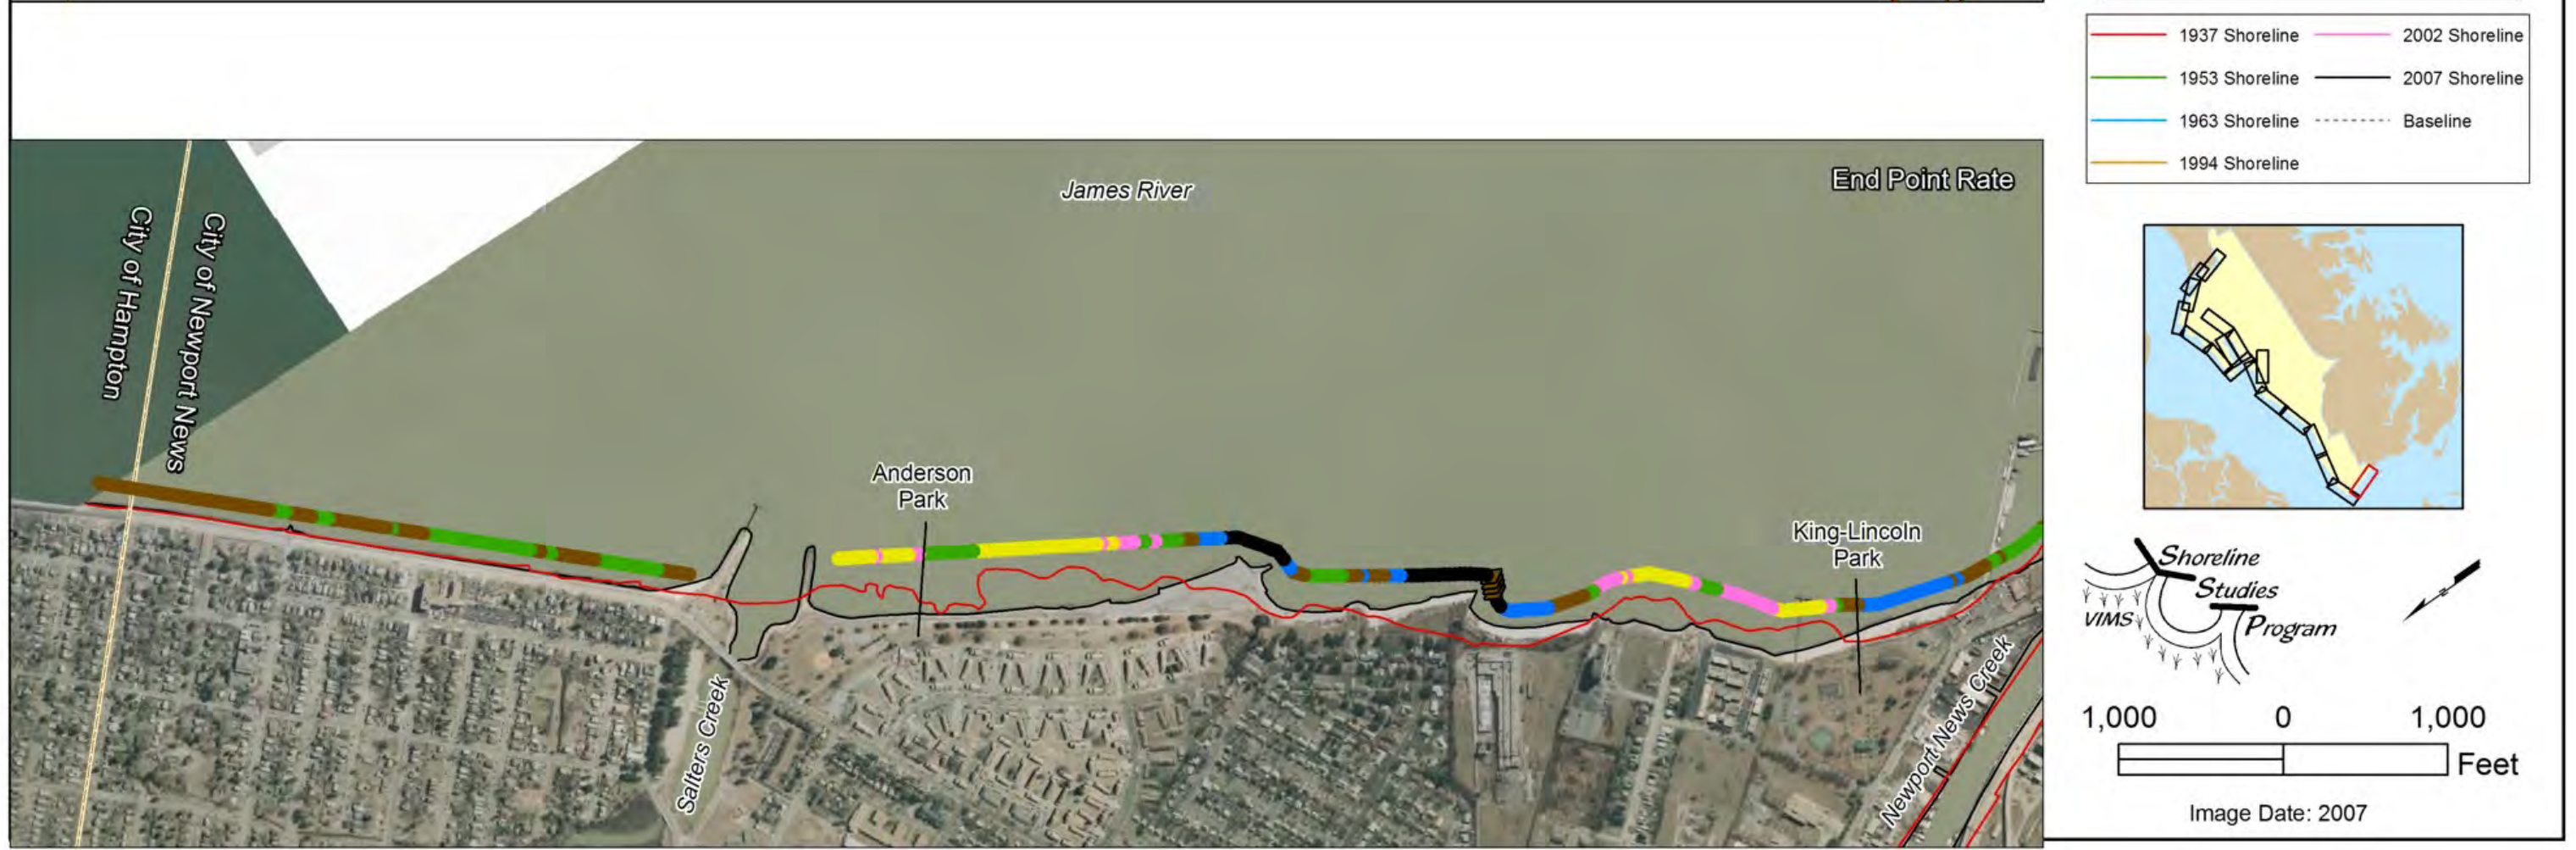 1937 Shoreline
2002 Shoreline
1953 Shoreline
2007 Shoreline
1963 Shoreline
Baseline
1994 Shoreline
James River
End Point Rate
City of Hampton
City of Newport News
Anderson
Park
King-Lincoln
Park
Salters Creek
Newport News Creek
Shoreline
Studies
Program
VIMS
1,000
0
1,000
Feet
Image Date: 2007